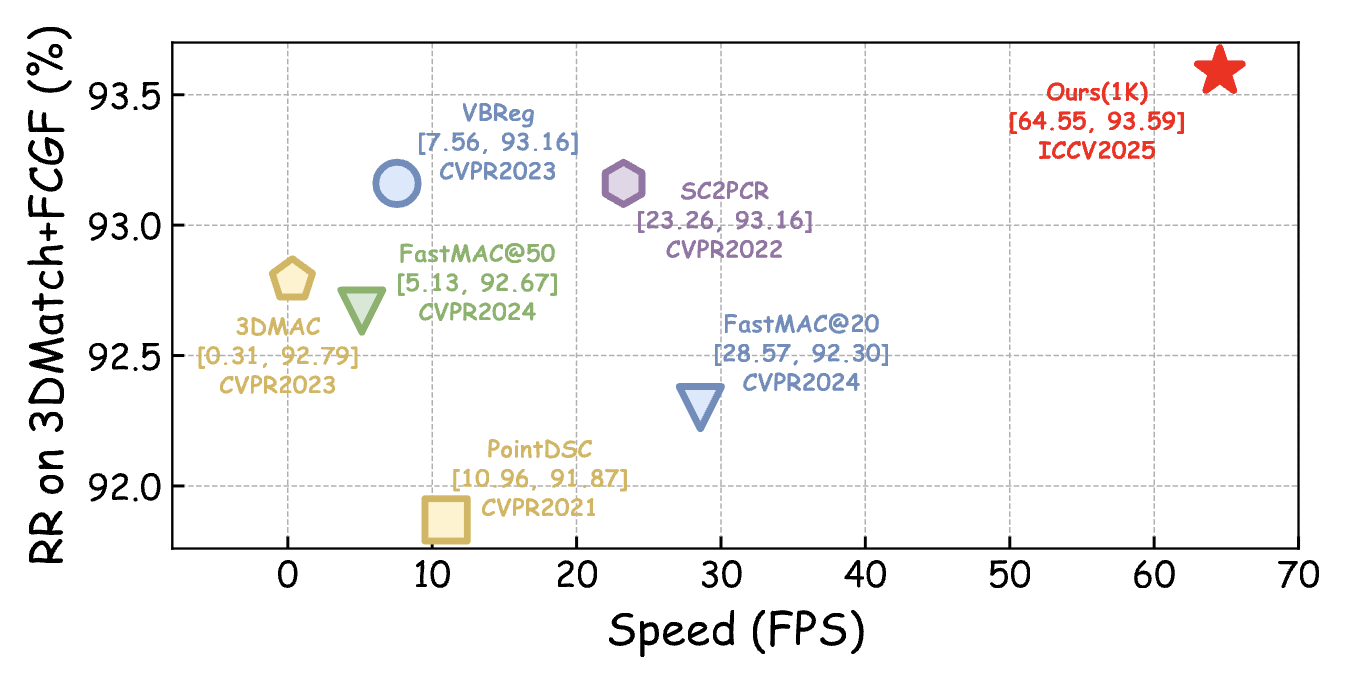 RR on 3DMatch+FCGF (%)
93.5
93.0
92.5
92.0
VBReg
[7.56, 93.16]
CVPR2023
Ours(1K)
[64.55, 93.59]
ICCV2025
SC2PCR
[23.26, 93.16]
CVPR2022
FastMAC@50
[5.13, 92.67]
CVPR2024
3DMAC
[0.31, 92.79]
CVPR2023
FastMAC@20
[28.57, 92.30]
CVPR2024
PointDSC
[10.96, 91.87]
CVPR2021
0 10 20 30 40 50 60 70
Speed (FPS)